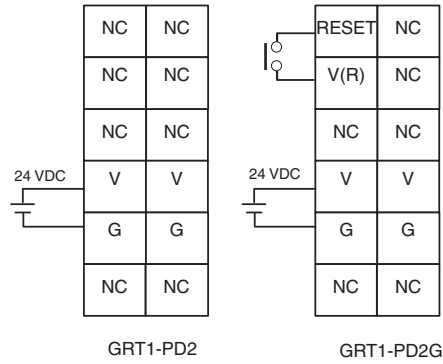 NC NC
NC NC
NC NC
24 VDC V V
G G
NC NC
GRT1-PD2
RESET NC
V(R) NC
NC NC
24 VDC V V
G G
NC NC
GRT1-PD2G